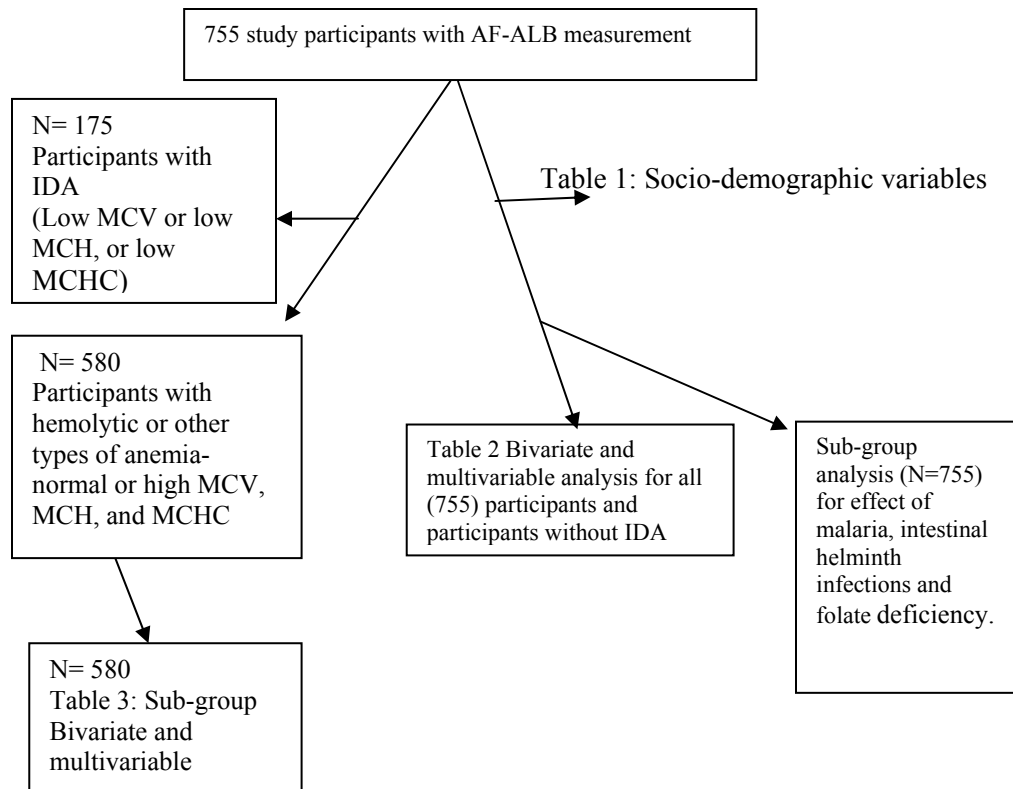 755 study participants with AF-ALB measurement
N= 175
Participants with
IDA
(Low MCV or low
MCH, or low
MCHC)
Table 1: Socio-demographic variables
N= 580
Participants with
hemolytic or other
types of anemia-
normal or high MCV,
MCH, and MCHC
Table 2 Bivariate and
multivariable analysis for all
(755) participants and
participants without IDA
Sub-group
analysis (N=755)
for effect of
malaria, intestinal
helminth
infections and
folate deficiency.
N= 580
Table 3: Sub-group
Bivariate and
multivariable